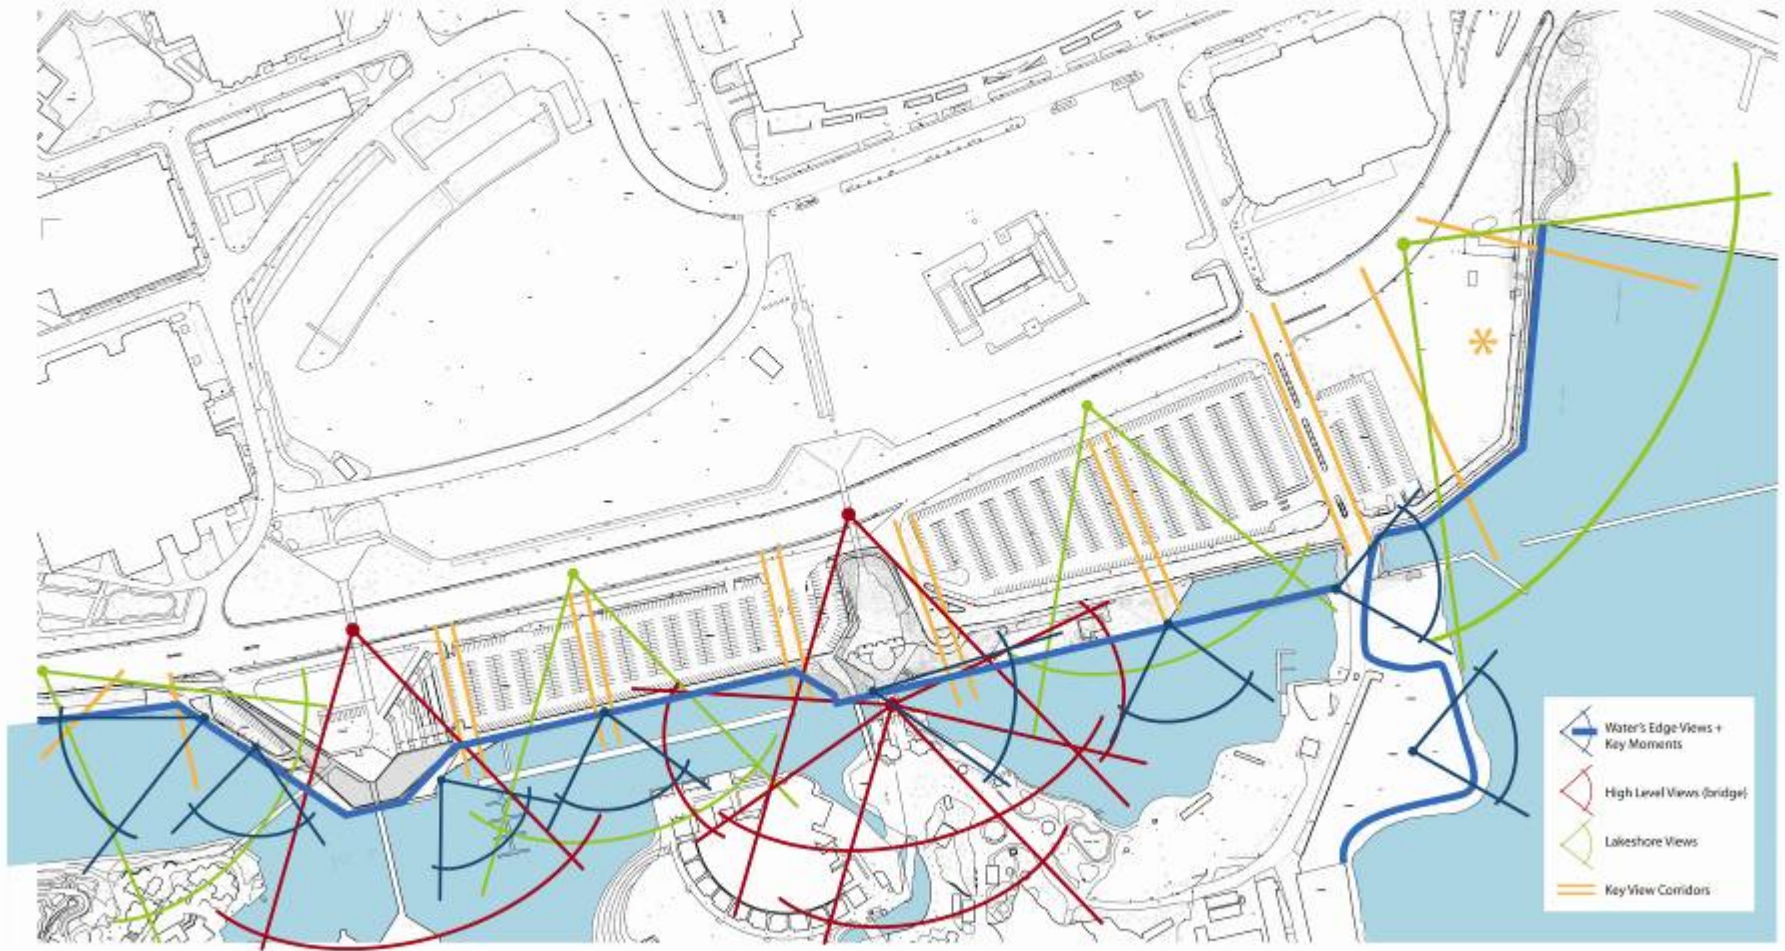 Water's Edge Views +
Key Moments
High Level Views (bridge)
Lakeshore Views
Key View Corridors